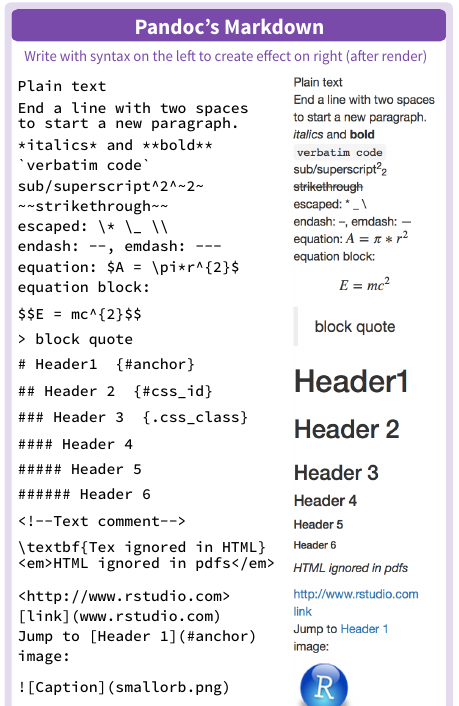 Pandoc's Markdown
Write with syntax on the left to create effect on right (after render)
Plain text
End a line with two spaces
to start a new paragraph.
*italics* and **bold**
`verbatim code`
sub/superscript^2^~2~
~~strikethrough~~
escaped: \* \_ \\
endash: --, emdash: ---
equation: $A = \pi*r^{2}$
equation block:
$$E = mc^{2}$$
> block quote
# Header1 {#anchor}
## Header 2 {#css_id}
### Header 3 {.css_class}
#### Header 4
##### Header 5
###### Header 6
<!--Text comment-->
\textbf{Tex ignored in HTML}
<em>HTML ignored in pdfs</em>
<http://www.rstudio.com>
[link](www.rstudio.com)
Jump to [Header 1](#anchor)
image:
![Caption](smallorb.png)
Plain text
End a line with two spaces
to start a new paragraph.
italics and bold
verbatim code
sub/superscript²₂
strikethrough
escaped: * _ \
endash: –, emdash: —
equation: A = π * r²
equation block:
E = mc²
block quote
Header1
Header 2
Header 3
Header 4
Header 5
Header 6
HTML ignored in pdfs
http://www.rstudio.com
link
Jump to Header 1
image:
R